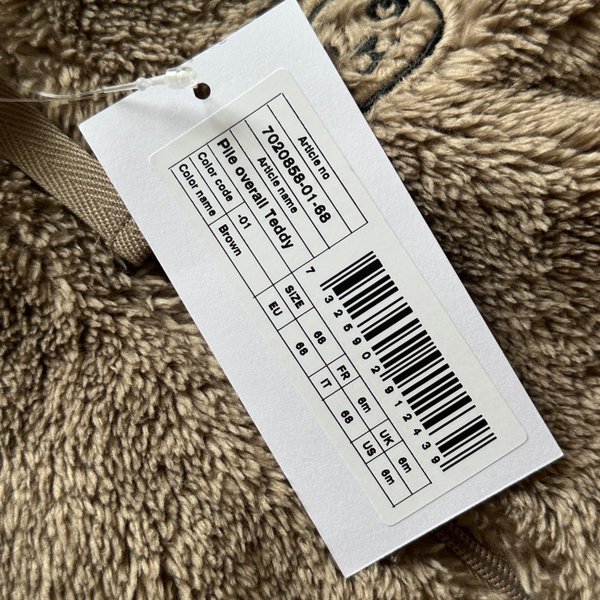 Article no
7020858-01-68
Article name
Pile overall Teddy
Color code -01
Color name Brown
7 325902 912439
SIZE 68 FR 6m UK 6m
EU 68 IT 68 US 6m